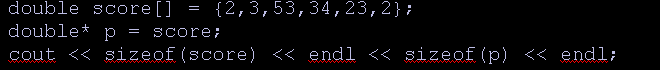 double score[] = {2,3,53,34,23,2};
double* p = score;
cout << sizeof(score) << endl << sizeof(p) << endl;